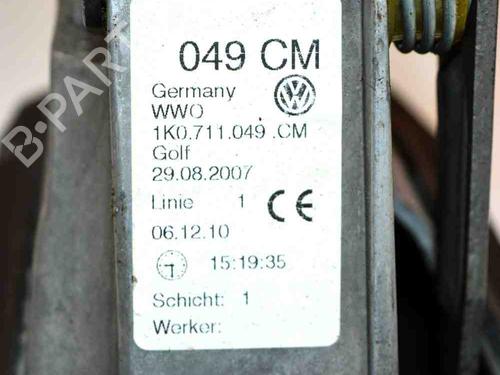 049 CM
Germany
WWO
1K0.711.049 .CM
Golf
29.08.2007
Linie 1 CE
06.12.10
15:19:35
Schicht: 1
Werker:
B-PARTS